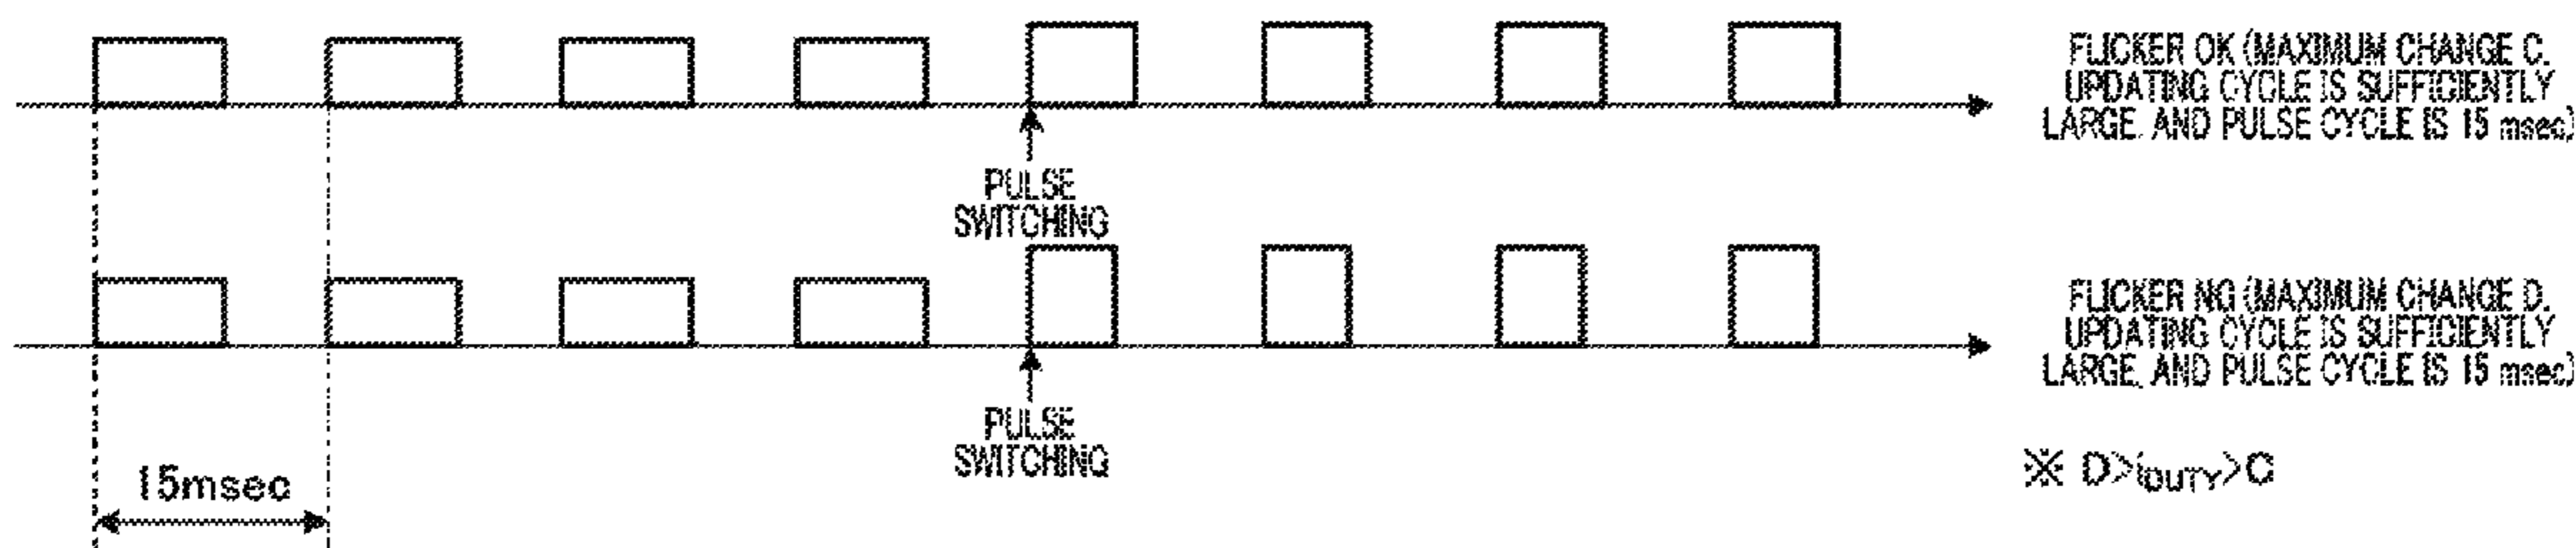 FLICKER OK (MAXIMUM CHANGE C,
UPDATING CYCLE IS SUFFICIENTLY
LARGE, AND PULSE CYCLE IS 15 msec)
PULSE
SWITCHING
FLICKER NG (MAXIMUM CHANGE D,
UPDATING CYCLE IS SUFFICIENTLY
LARGE, AND PULSE CYCLE IS 15 msec)
PULSE
SWITCHING
15msec
※ D>iDUTY>C